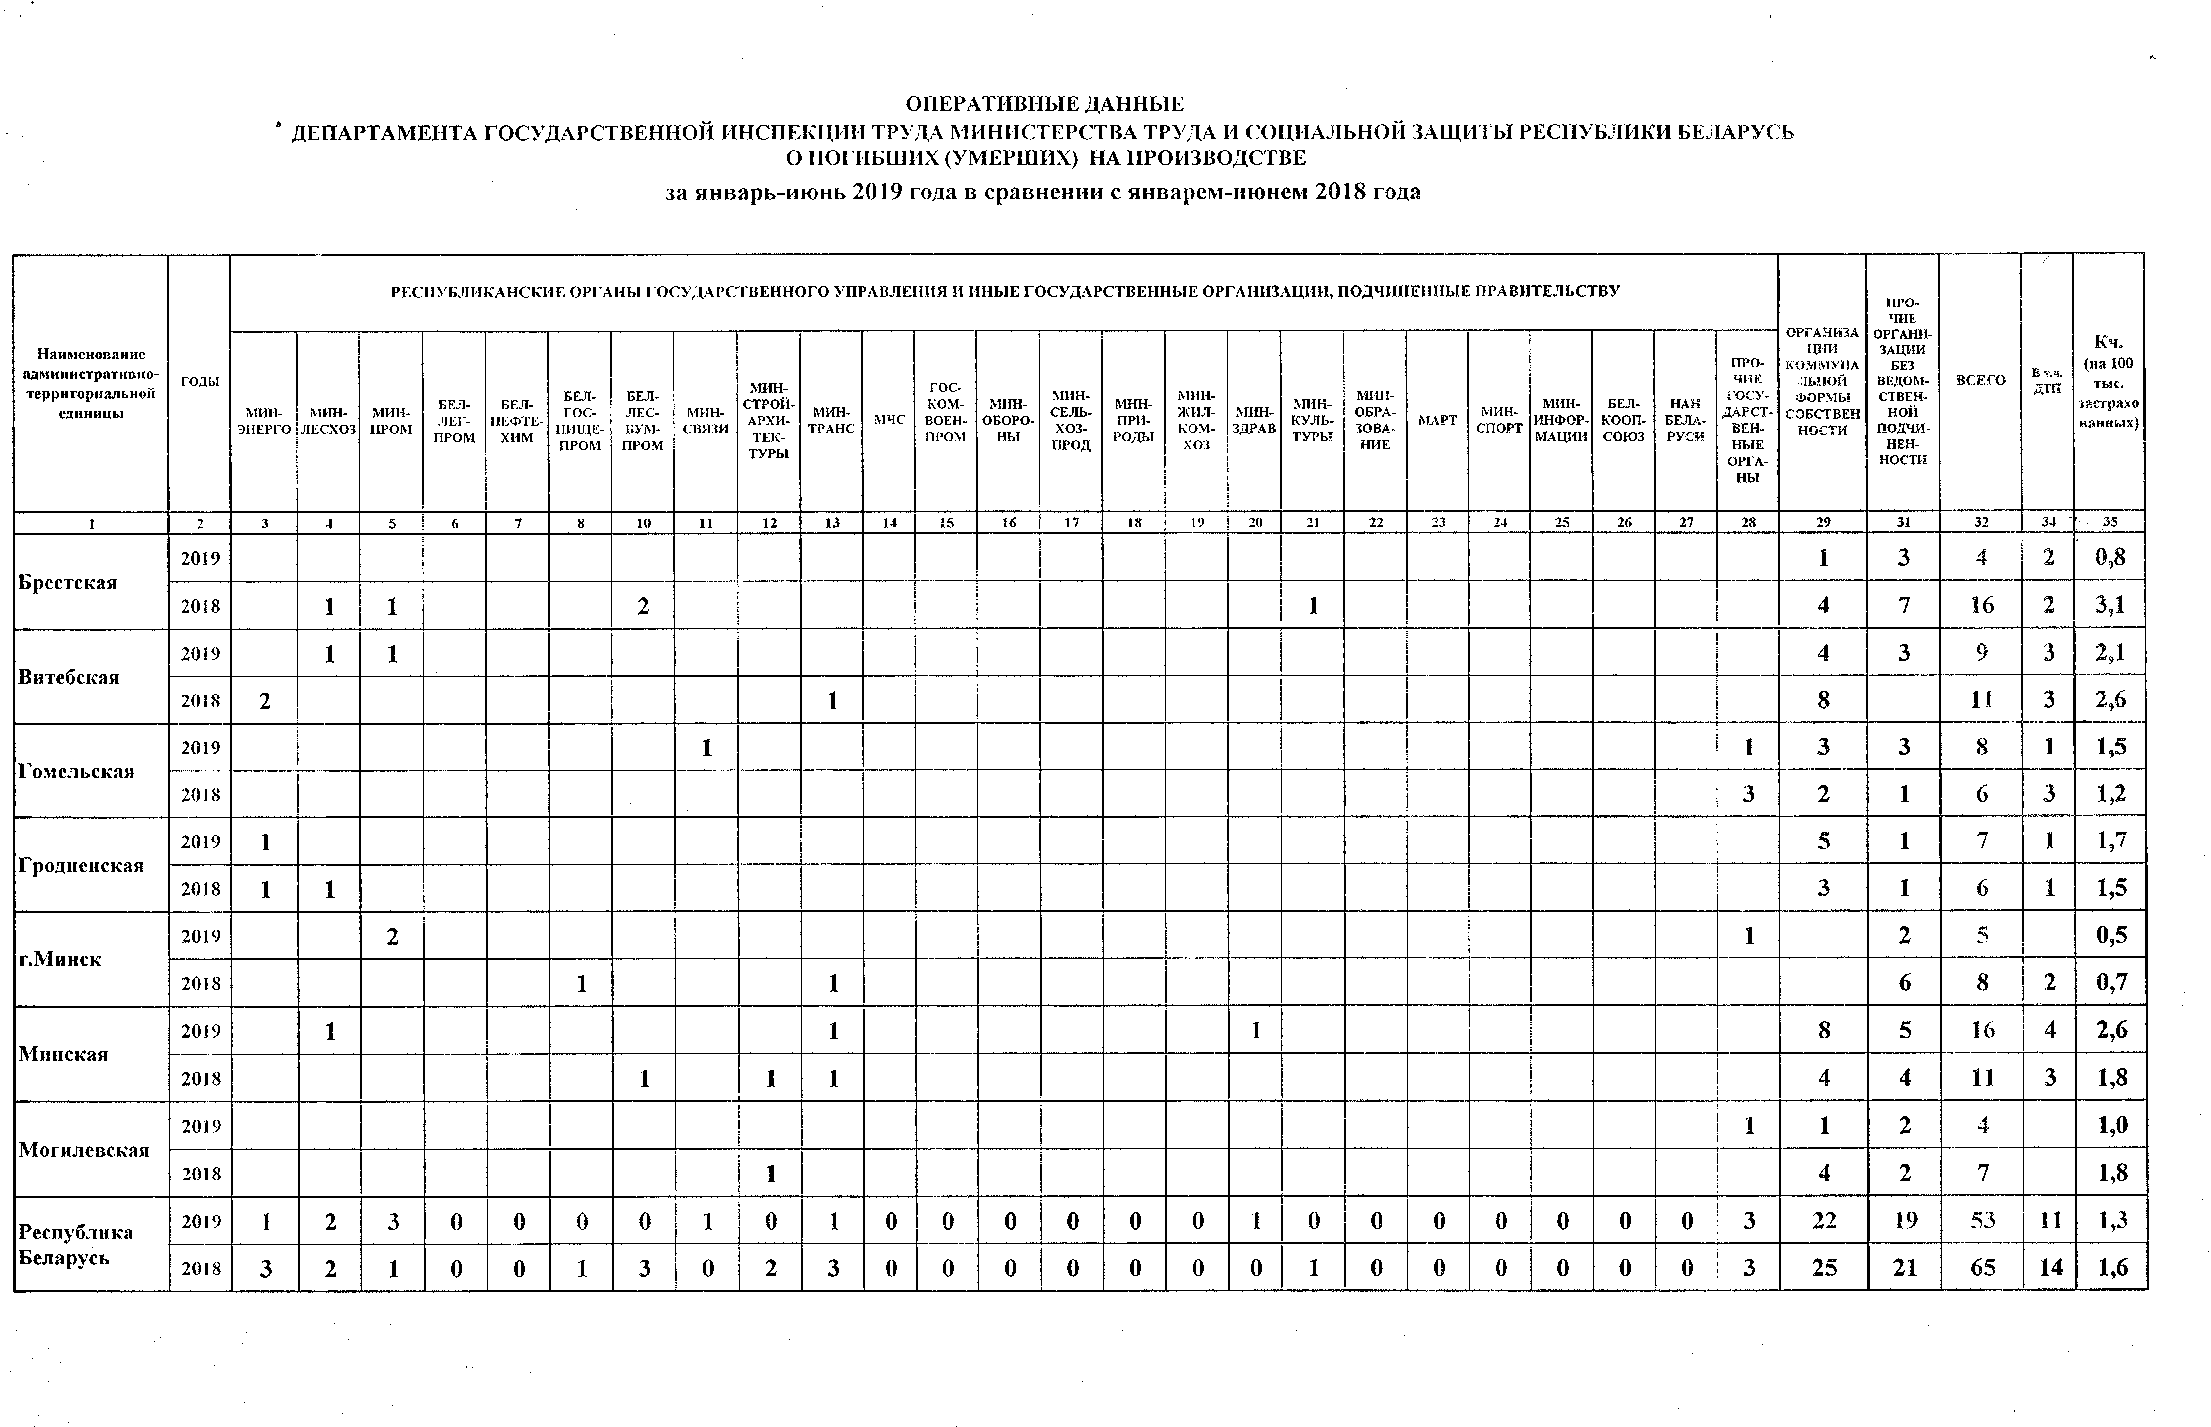 ОПЕРАТИВНЫЕ ДАННЫЕ
ДЕПАРТАМЕНТА ГОСУДАРСТВЕННОЙ ИНСПЕКЦИИ ТРУДА МИНИСТЕРСТВА ТРУДА И СОЦИАЛЬНОЙ ЗАЩИТЫ РЕСПУБЛИКИ БЕЛАРУСЬ
О ПОГИБШИХ (УМЕРШИХ) НА ПРОИЗВОДСТВЕ
за январь-июнь 2019 года в сравнении с январем-июнем 2018 года
Наименование
административно-
территориальной
единицы
ГОДЫ
РЕСПУБЛИКАНСКИЕ ОРГАНЫ ГОСУДАРСТВЕННОГО УПРАВЛЕНИЯ И ИНЫЕ ГОСУДАРСТВЕННЫЕ ОРГАНИЗАЦИИ, ПОДЧИНЕННЫЕ ПРАВИТЕЛЬСТВУ
МИН-
ЭНЕРГО
МИН-
ЛЕСХОЗ
МИН-
ПРОМ
БЕЛ-
ЛЕГ-
ПРОМ
БЕЛ-
НЕФТЕ-
ХИМ
БЕЛ-
ГОС-
ПИЩЕ-
ПРОМ
БЕЛ-
ЛЕС-
БУМ-
ПРОМ
МИН-
СВЯЗИ
МИН-
СТРОЙ-
АРХИ-
ТЕК-
ТУРЫ
МИН-
ТРАНС
МЧС
ГОС-
КОМ-
ВОЕН-
ПРОМ
МИН-
ОБОРО-
НЫ
МИН-
СЕЛЬ-
ХОЗ-
ПРОД
МИН-
ПРИ-
РОДЫ
МИН-
ЖИЛ-
КОМ-
ХОЗ
МИН-
ЗДРАВ
МИН-
КУЛЬ-
ТУРЫ
МИН-
ОБРА-
ЗОВА-
НИЕ
МАРТ
МИН-
СПОРТ
МИН-
ИНФОР-
МАЦИИ
БЕЛ-
КООП-
СОЮЗ
НАН
БЕЛА-
РУСИ
ПРО-
ЧИЕ
ГОСУ-
ДАРСТ-
ВЕН-
НЫЕ
ОРГА-
НЫ
ОРГАНИЗА
ЦИИ
КОММУНА
ЛЬНОЙ
ФОРМЫ
СОБСТВЕН
НОСТИ
ПРО-
ЧИЕ
ОРГАНИ-
ЗАЦИИ
БЕЗ
ВЕДОМ-
СТВЕН-
НОЙ
ПОДЧИ-
НЕН-
НОСТИ
ВСЕГО
В т.ч.
ДТП
Кч.
(на 100
тыс.
застрахо
ванных)
1 2 3 4 5 6 7 8 10 11 12 13 14 15 16 17 18 19 20 21 22 23 24 25 26 27 28 29 31 32 34 35
Брестская
2019 1 3 4 2 0,8
2018 1 1 2 1 4 7 16 2 3,1
Витебская
2019 1 1 4 3 9 3 2,1
2018 2 1 8 11 3 2,6
Гомельская
2019 1 1 3 3 8 1 1,5
2018 3 2 1 6 3 1,2
Гродненская
2019 1 5 1 7 1 1,7
2018 1 1 3 1 6 1 1,5
г.Минск
2019 2 1 2 5 0,5
2018 1 1 6 8 2 0,7
Минская
2019 1 1 1 8 5 16 4 2,6
2018 1 1 1 4 4 11 3 1,8
Могилевская
2019 1 1 2 4 1,0
2018 1 4 2 7 1,8
Республика
Беларусь
2019 1 2 3 0 0 0 0 1 0 1 0 0 0 0 0 0 1 0 0 0 0 0 0 0 3 22 19 53 11 1,3
2018 3 2 1 0 0 1 3 0 2 3 0 0 0 0 0 0 0 1 0 0 0 0 0 0 3 25 21 65 14 1,6